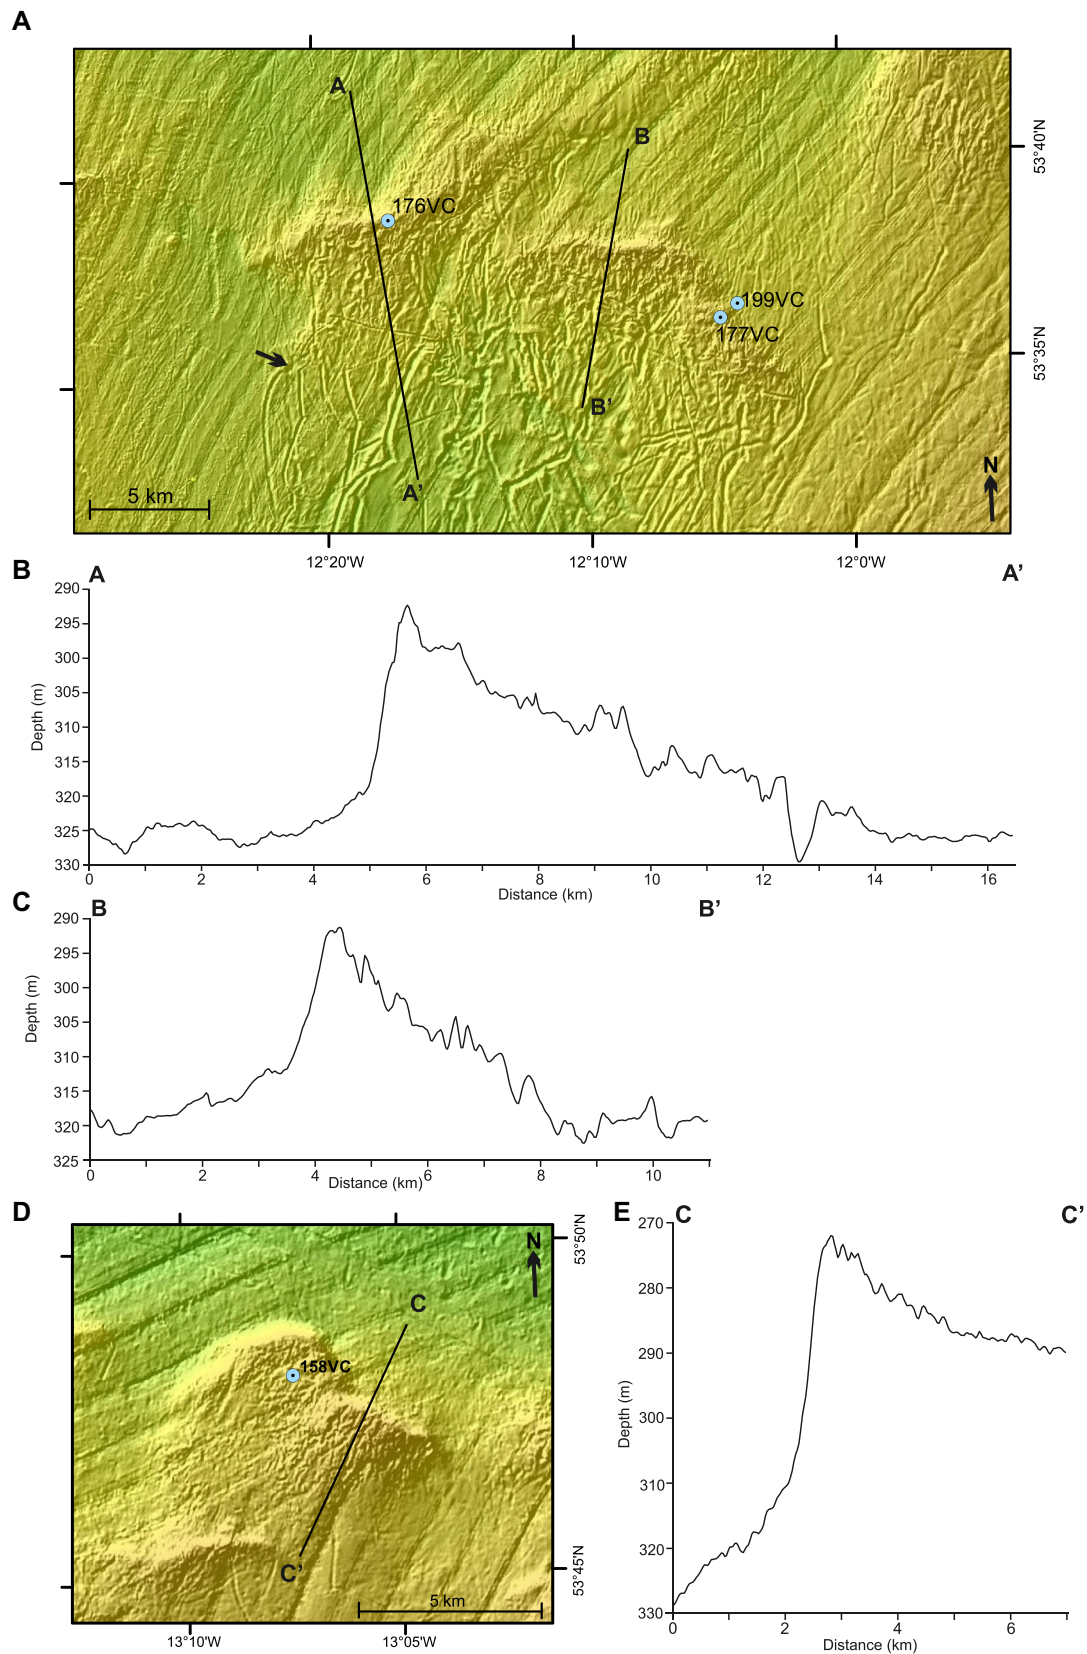 A
A
B
176VC
199VC
177VC
B’
A’
5 km
N
53°40'N
53°35'N
12°20'W
12°10'W
12°0'W
B
A
A’
290
295
300
305
310
315
320
325
330
Depth (m)
0
2
4
6
8
10
12
14
16
Distance (km)
C
B
B’
290
295
300
305
310
315
320
325
Depth (m)
0
2
4
6
8
10
Distance (km)
D
N
C
158VC
C’
5 km
53°50'N
53°45'N
13°10'W
13°05'W
E
C
C’
270
280
290
300
310
320
330
Depth (m)
0
2
4
6
Distance (km)